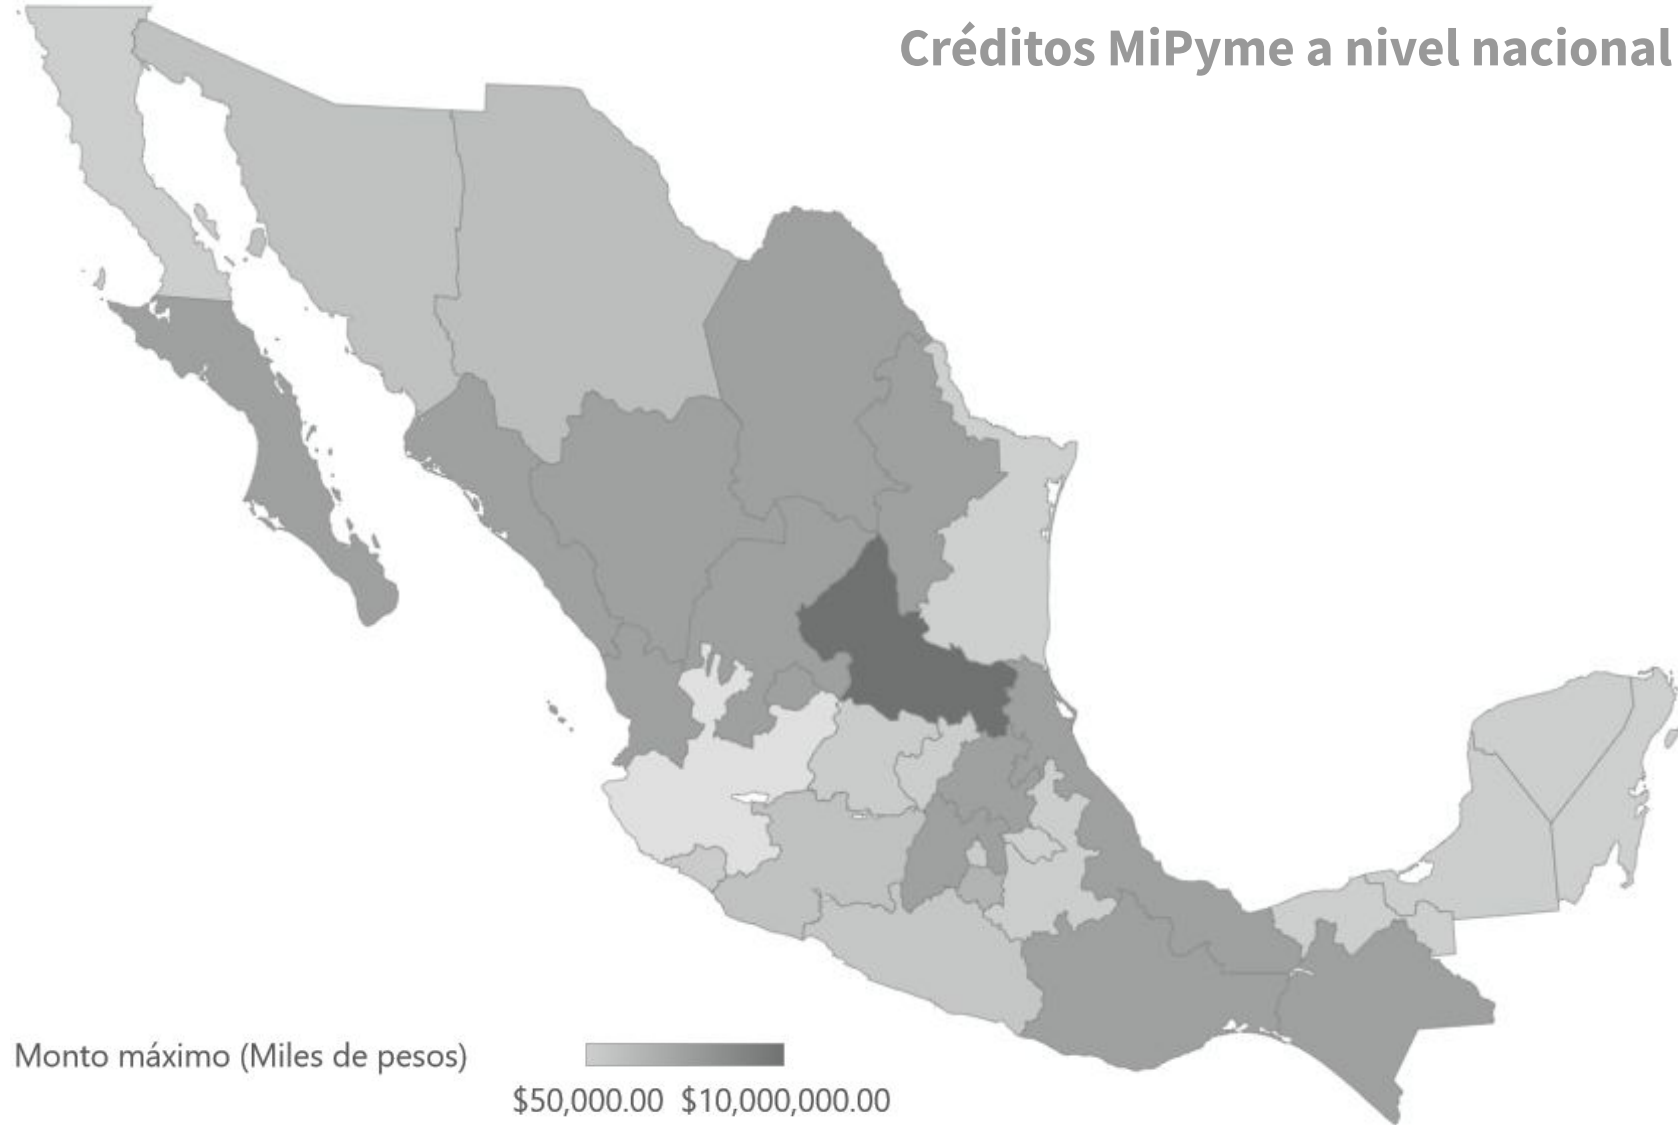 Créditos MiPyme a nivel nacional
Monto máximo (Miles de pesos)
$50,000.00 $10,000,000.00